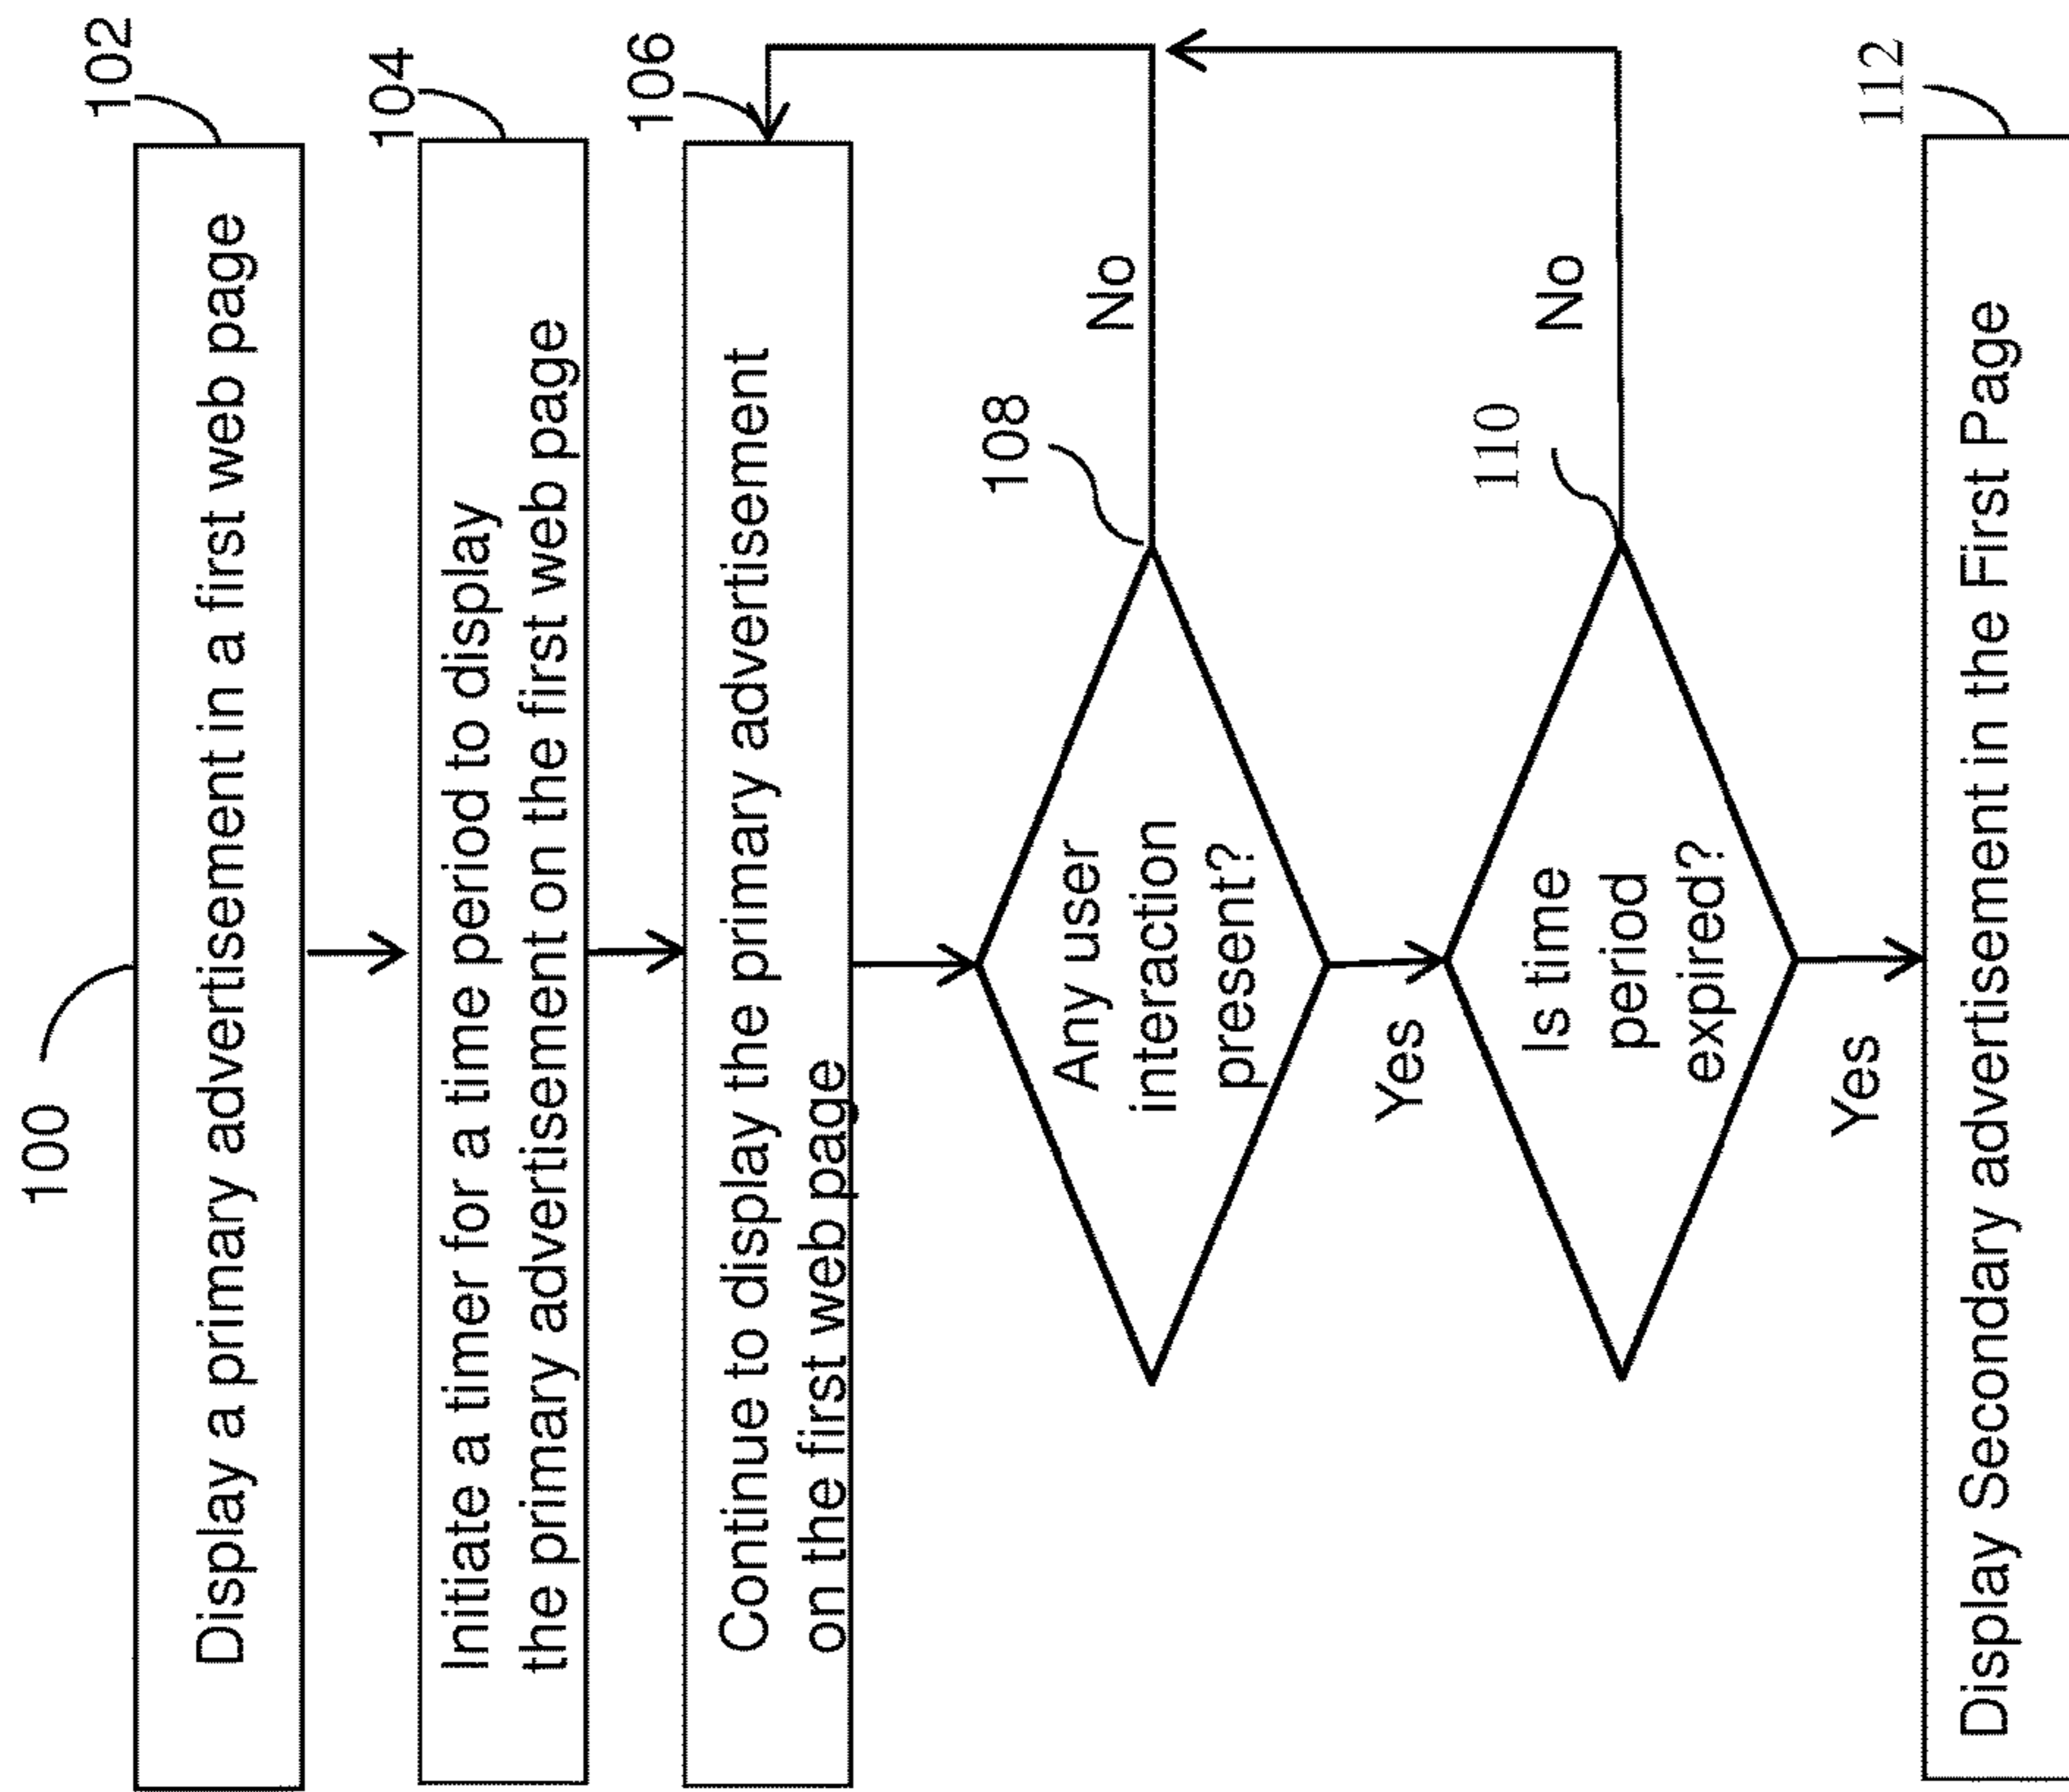 100
102
Display a primary advertisement in a first web page
104
Initiate a timer for a time period to display
the primary advertisement on the first web page
106
Continue to display the primary advertisement
on the first web page
108
Any user
interaction
present?
No
Yes
110
Is time
period
expired?
No
Yes
112
Display Secondary advertisement in the First Page